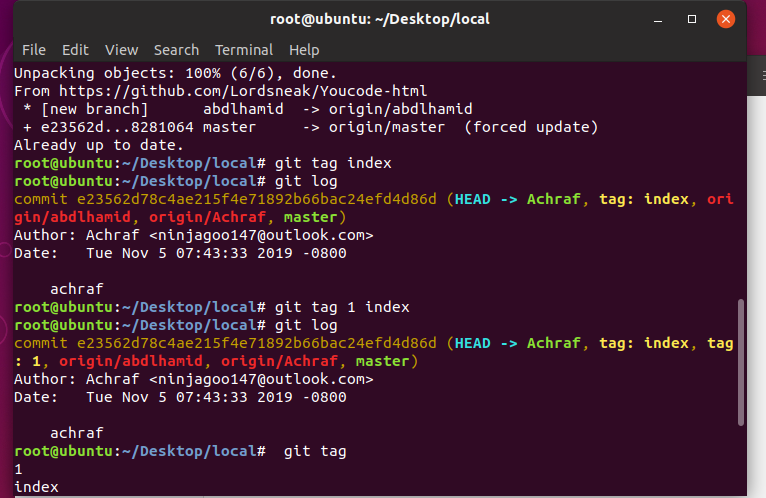 root@ubuntu: ~/Desktop/local
File Edit View Search Terminal Help
Unpacking objects: 100% (6/6), done.
From https://github.com/Lordsneak/Youcode-html
 * [new branch]      abdlhamid  -> origin/abdlhamid
 + e23562d...8281064 master     -> origin/master  (forced update)
Already up to date.
root@ubuntu:~/Desktop/local# git tag index
root@ubuntu:~/Desktop/local# git log
commit e23562d78c4ae215f4e71892b66bac24efd4d86d (HEAD -> Achraf, tag: index, ori
gin/abdlhamid, origin/Achraf, master)
Author: Achraf <ninjagoo147@outlook.com>
Date:   Tue Nov 5 07:43:33 2019 -0800
    achraf
root@ubuntu:~/Desktop/local# git tag 1 index
root@ubuntu:~/Desktop/local# git log
commit e23562d78c4ae215f4e71892b66bac24efd4d86d (HEAD -> Achraf, tag: index, tag
: 1, origin/abdlhamid, origin/Achraf, master)
Author: Achraf <ninjagoo147@outlook.com>
Date:   Tue Nov 5 07:43:33 2019 -0800
    achraf
root@ubuntu:~/Desktop/local#  git tag
1
index